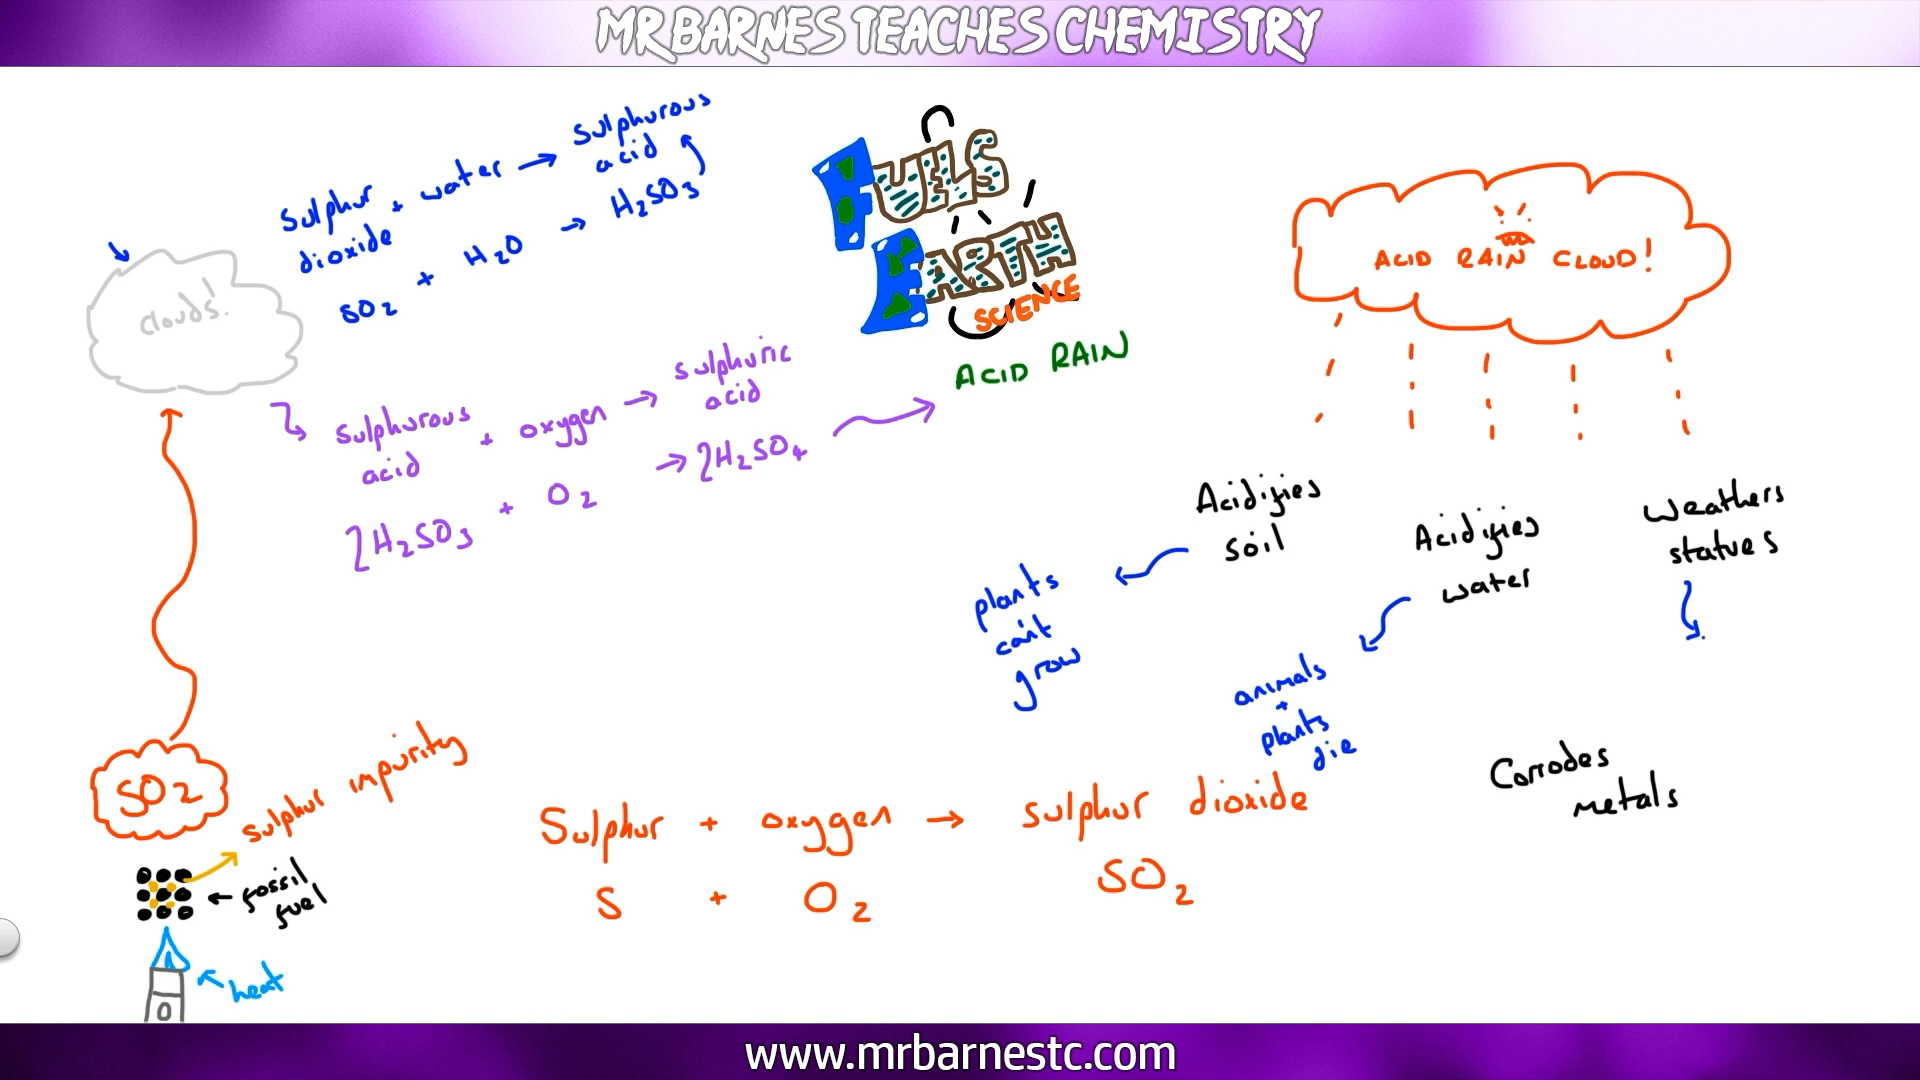 MR BARNES TEACHES CHEMISTRY
sulphur dioxide + water → sulphurous acid
SO2 + H2O → H2SO3
clouds!
sulphurous acid + oxygen → sulphuric acid
2H2SO3 + O2 → 2H2SO4
FUELS
EARTH
SCIENCE
ACID RAIN
ACID RAIN CLOUD!
Acidifies
soil
plants
can't
grow
Acidifies
water
animals
+
plants
die
Weathers
statues
Corrodes
metals
SO2
sulphur impurity
fossil
fuel
heat
Sulphur + oxygen → sulphur dioxide
S + O2 SO2
www.mrbarnestc.com